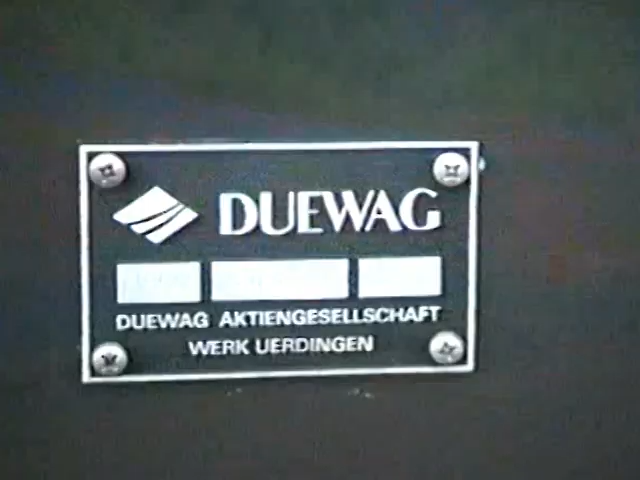 DUEWAG
DUEWAG AKTIENGESELLSCHAFT
WERK UERDINGEN